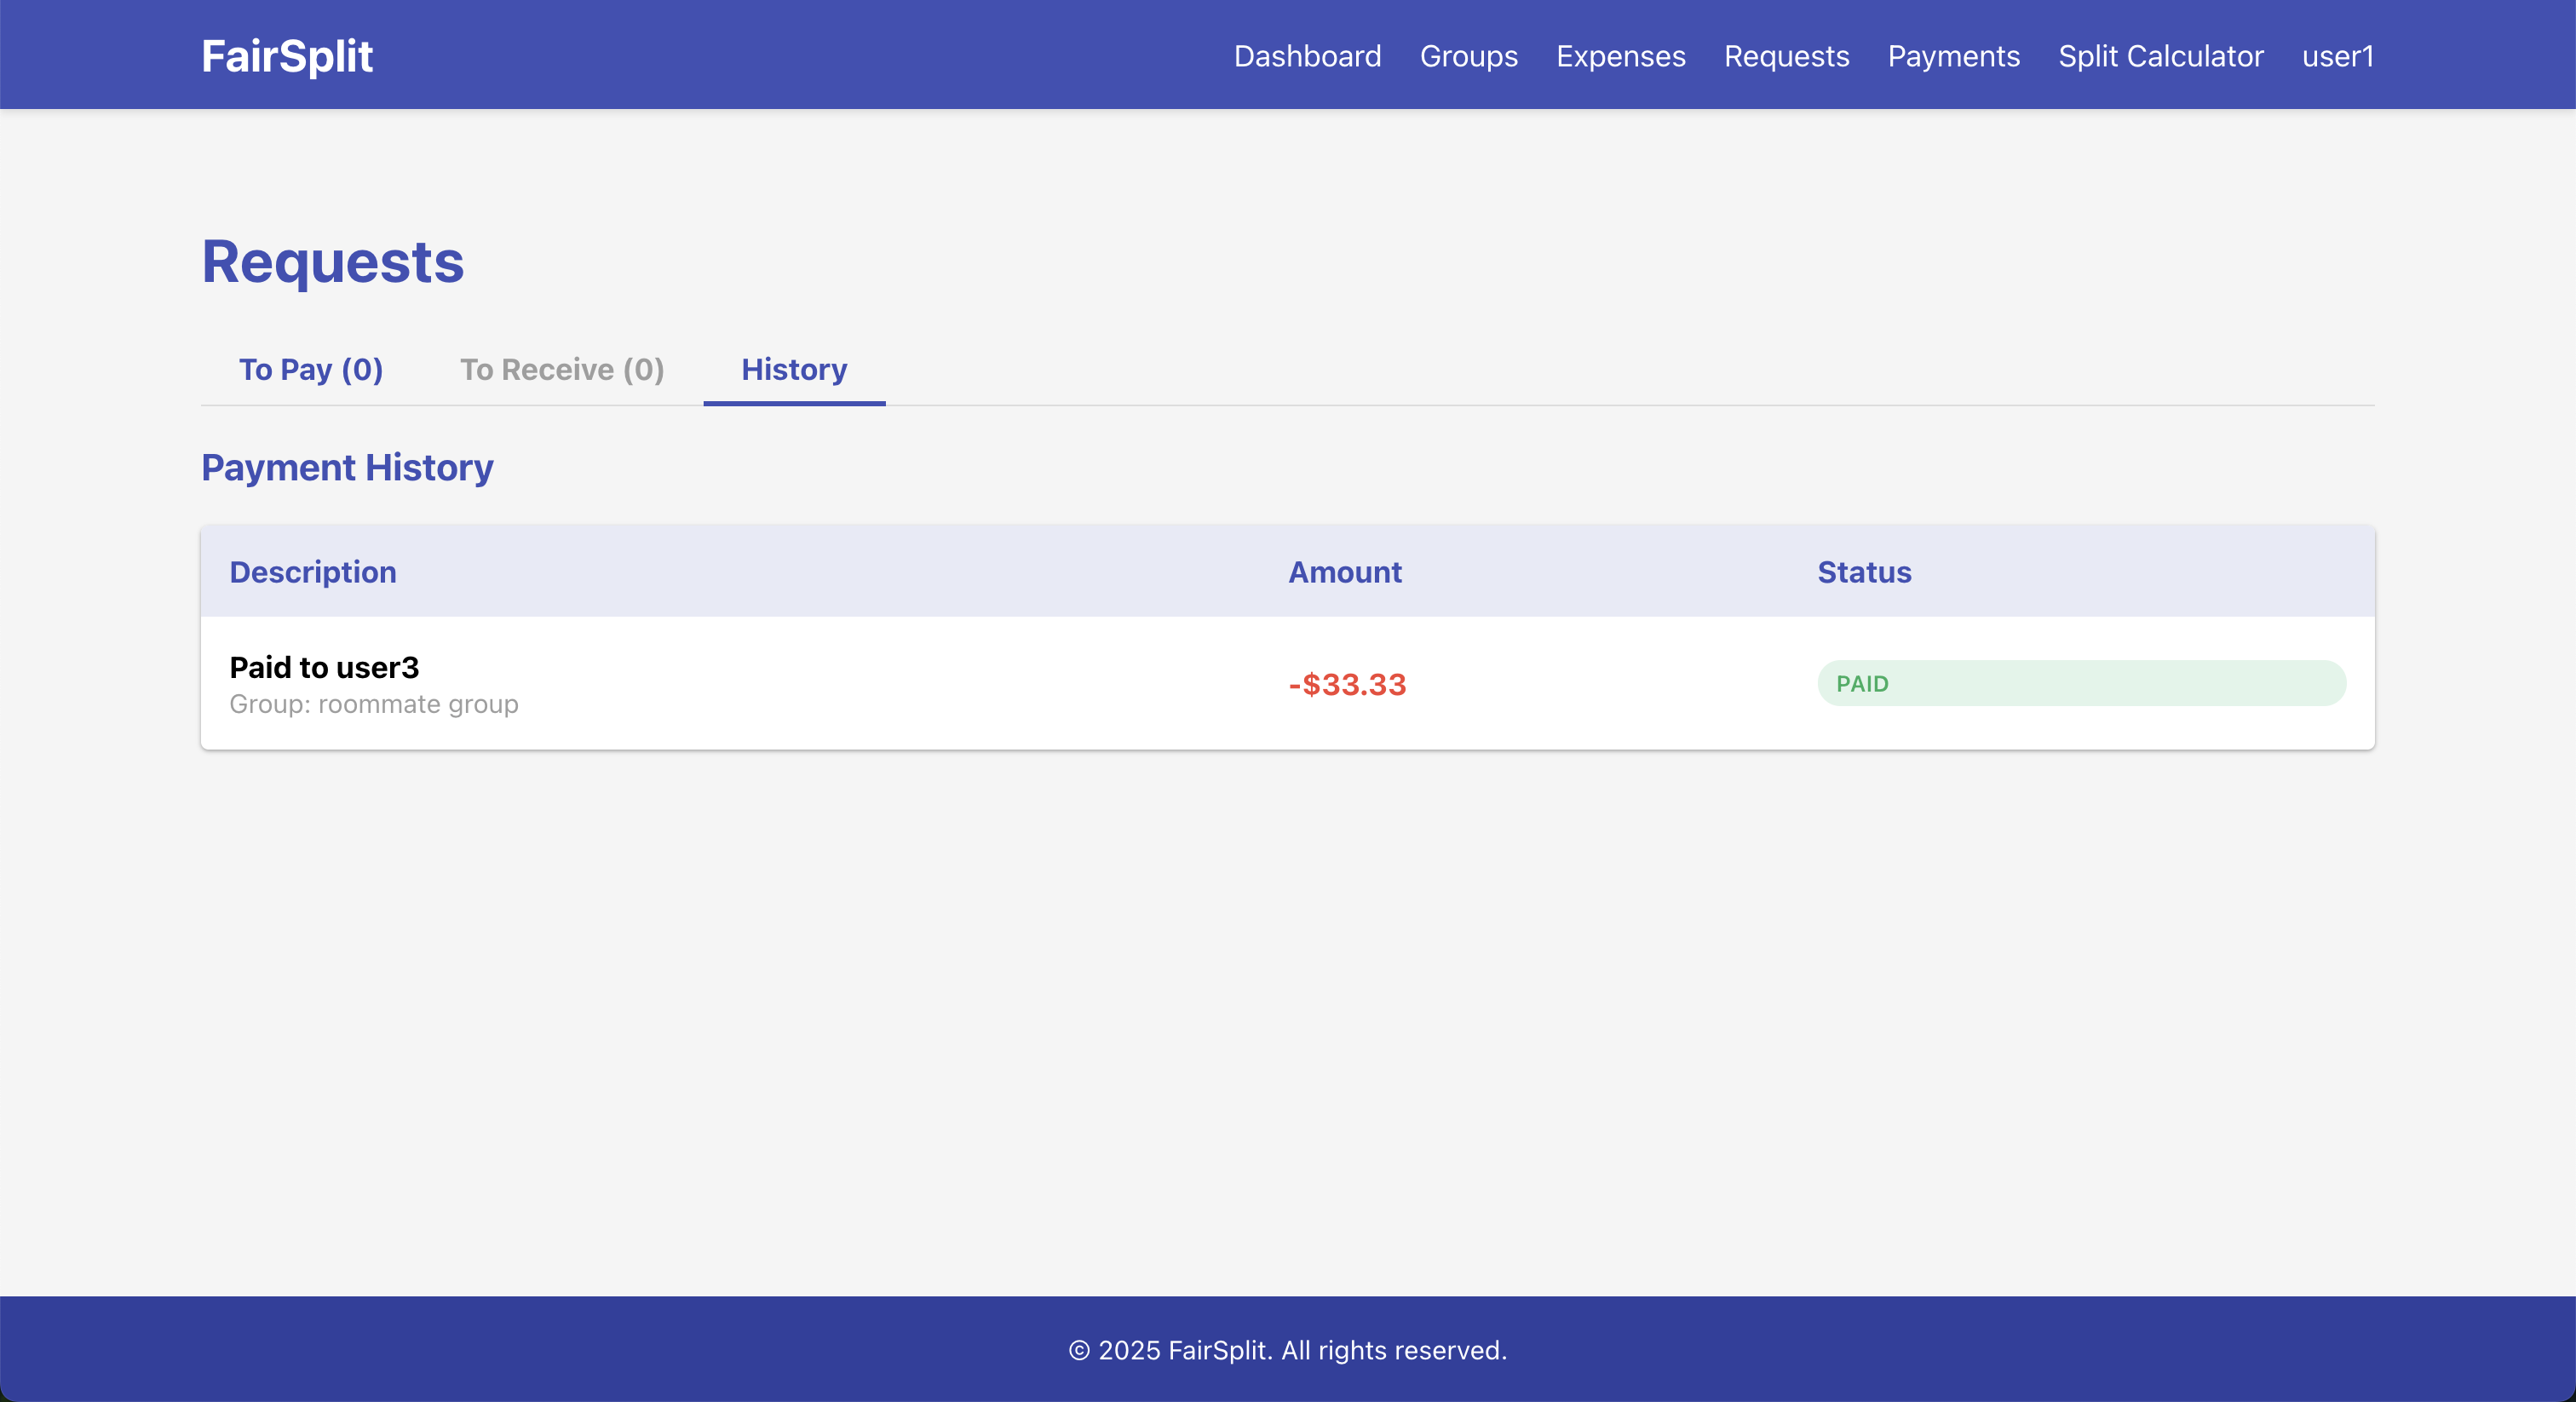 FairSplit
Dashboard Groups Expenses Requests Payments Split Calculator user1
Requests
To Pay (0) To Receive (0) History
Payment History
Description Amount Status
Paid to user3
Group: roommate group
-$33.33
PAID
© 2025 FairSplit. All rights reserved.